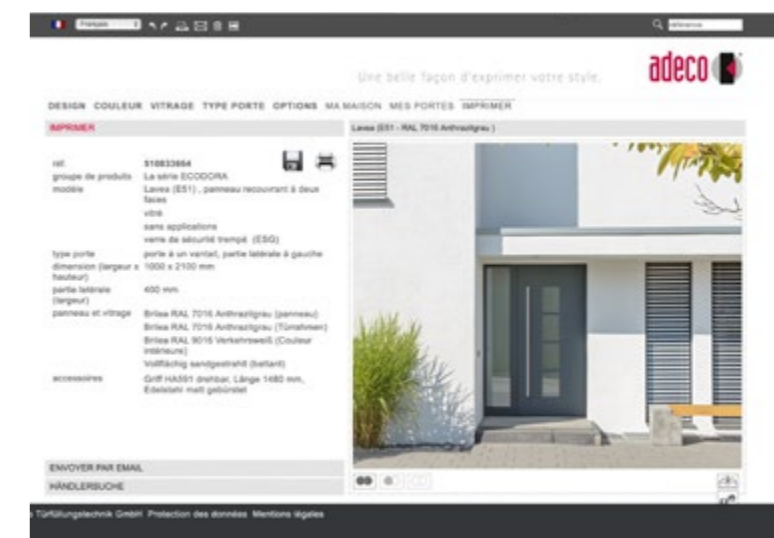 Français
référence
Une belle façon d'exprimer votre style.
adeco
DESIGN COULEUR VITRAGE TYPE PORTE OPTIONS MA MAISON MES PORTES IMPRIMER
IMPRIMER
Lavea (E51 - RAL 7016 Anthrazitgrau )
réf. 510833664
groupe de produits La série ECODORA
modèle Lavea (E51) , panneau recouvrant à deux
faces
vitré
sans applications
verre de sécurité trempé (ESG)
type porte porte à un vantail, partie latérale à gauche
dimension (largeur x 1000 x 2100 mm
hauteur)
partie latérale 400 mm
(largeur)
panneau et vitrage Brilea RAL 7016 Anthrazitgrau (panneau)
Brilea RAL 7016 Anthrazitgrau (Türrahmen)
Brilea RAL 9016 Verkehrsweiß (Couleur
intérieure)
Vollflächig sandgestrahlt (battant)
accessoires Griff HA591 drehbar, Länge 1480 mm,
Edelstahl matt gebürstet
ENVOYER PAR EMAIL
HÄNDLERSUCHE
Türfüllungstechnik GmbH Protection des données Mentions légales